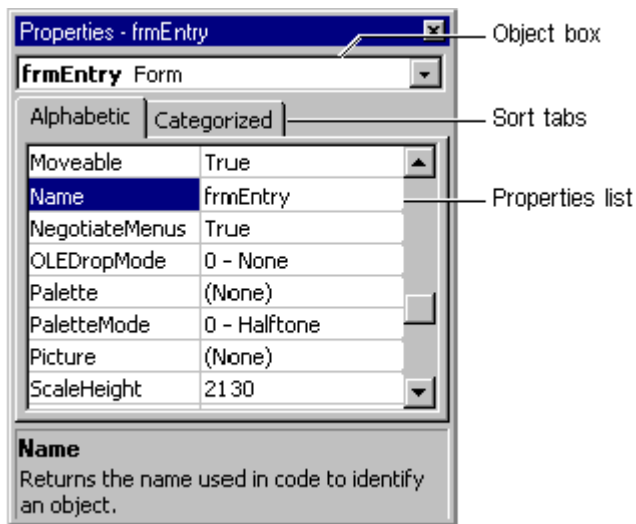 Properties - frmEntry
Object box
frmEntry Form
Alphabetic Categorized
Sort tabs
Moveable True
Name frmEntry
Properties list
NegotiateMenus True
OLEDropMode 0 - None
Palette (None)
PaletteMode 0 - Halftone
Picture (None)
ScaleHeight 2130
Name
Returns the name used in code to identify
an object.